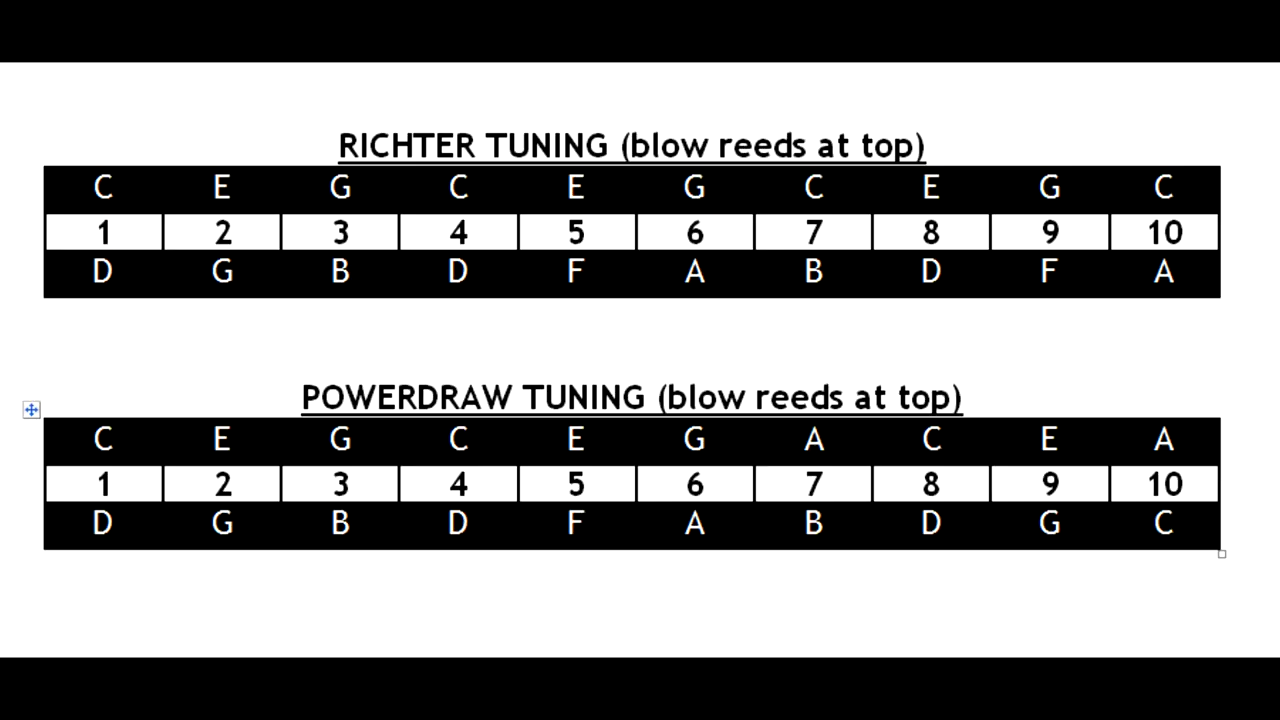 RICHTER TUNING (blow reeds at top)
C E G C E G C E G C
1 2 3 4 5 6 7 8 9 10
D G B D F A B D F A
POWERDRAW TUNING (blow reeds at top)
C E G C E G A C E A
1 2 3 4 5 6 7 8 9 10
D G B D F A B D G C